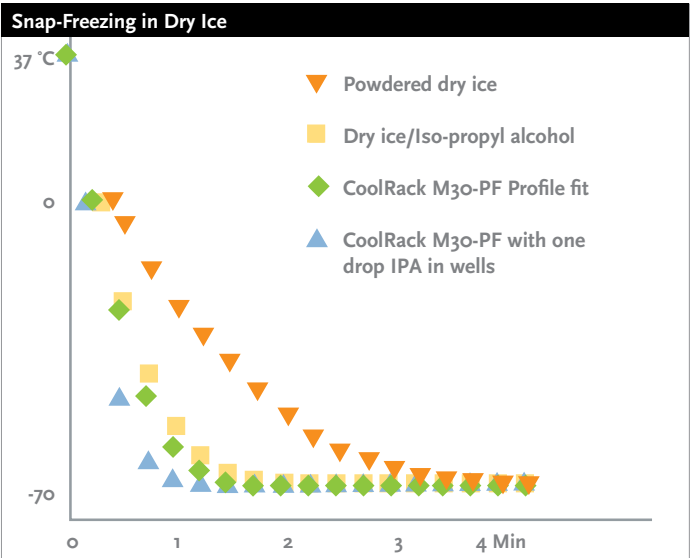 Snap-Freezing in Dry Ice
37 °C
Powdered dry ice
Dry ice/Iso-propyl alcohol
CoolRack M30-PF Profile fit
0
CoolRack M30-PF with one
drop IPA in wells
-70
0 1 2 3 4 Min